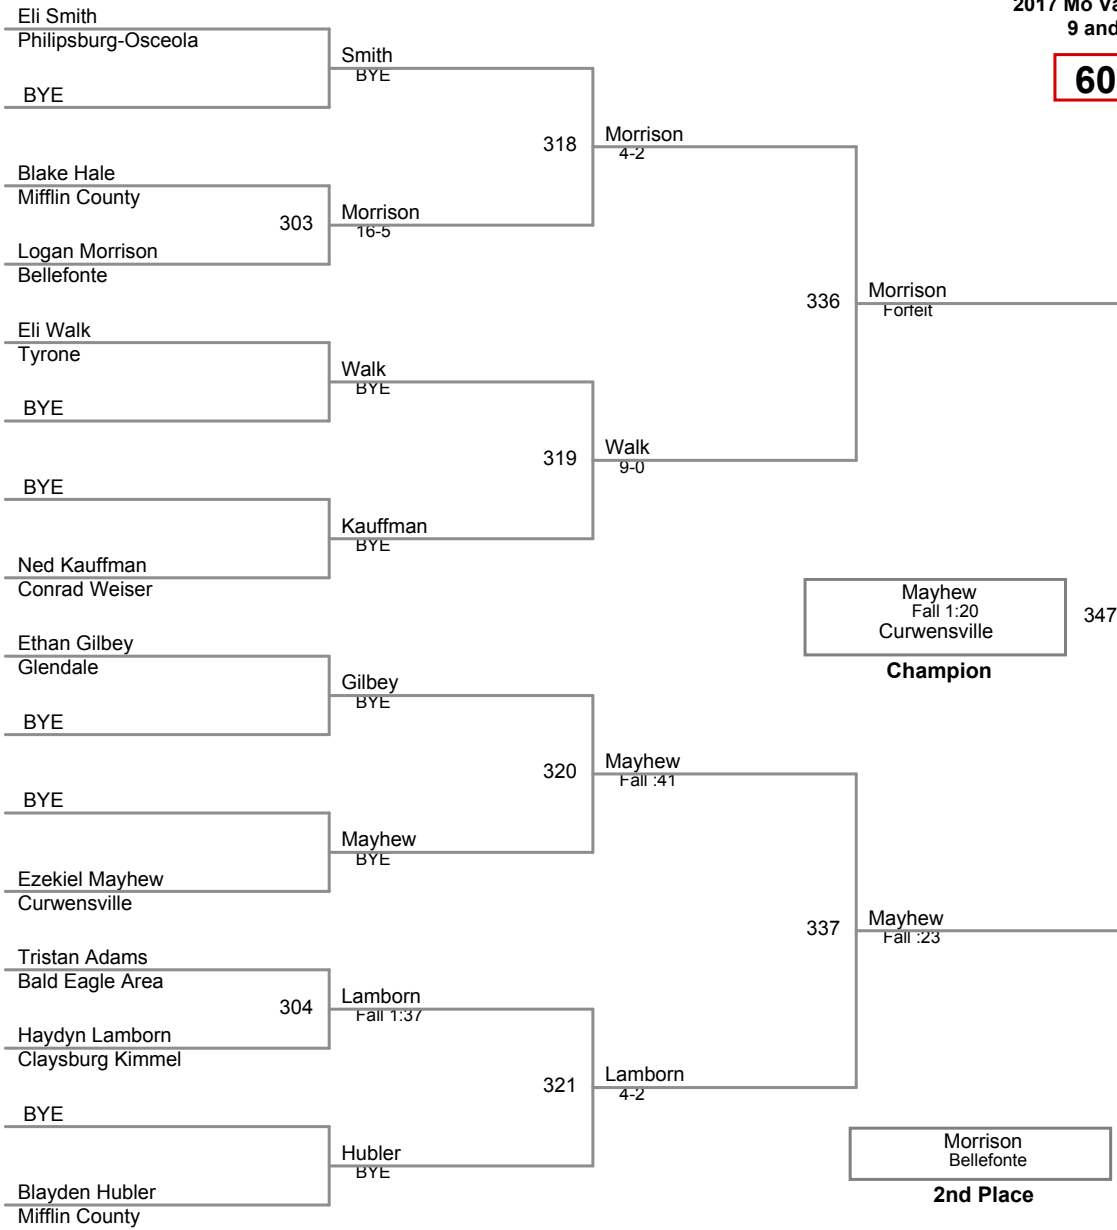 2017 Mo Va
9 and
60
Eli Smith
Philipsburg-Osceola
BYE
Smith
BYE
Blake Hale
Mifflin County
303
Logan Morrison
Bellefonte
Morrison
16-5
318
Morrison
4-2
Eli Walk
Tyrone
BYE
Walk
BYE
BYE
Ned Kauffman
Conrad Weiser
Kauffman
BYE
319
Walk
9-0
336
Morrison
Forfeit
Ethan Gilbey
Glendale
BYE
Gilbey
BYE
BYE
Ezekiel Mayhew
Curwensville
Mayhew
BYE
320
Mayhew
Fall :41
Tristan Adams
Bald Eagle Area
304
Haydyn Lamborn
Claysburg Kimmel
Lamborn
Fall 1:37
BYE
Blayden Hubler
Mifflin County
Hubler
BYE
321
Lamborn
4-2
337
Mayhew
Fall :23
Mayhew
Fall 1:20
Curwensville
347
Champion
Morrison
Bellefonte
2nd Place